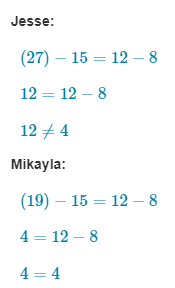 Jesse:
(27) − 15 = 12 − 8
12 = 12 − 8
12 ≠ 4
Mikayla:
(19) − 15 = 12 − 8
4 = 12 − 8
4 = 4